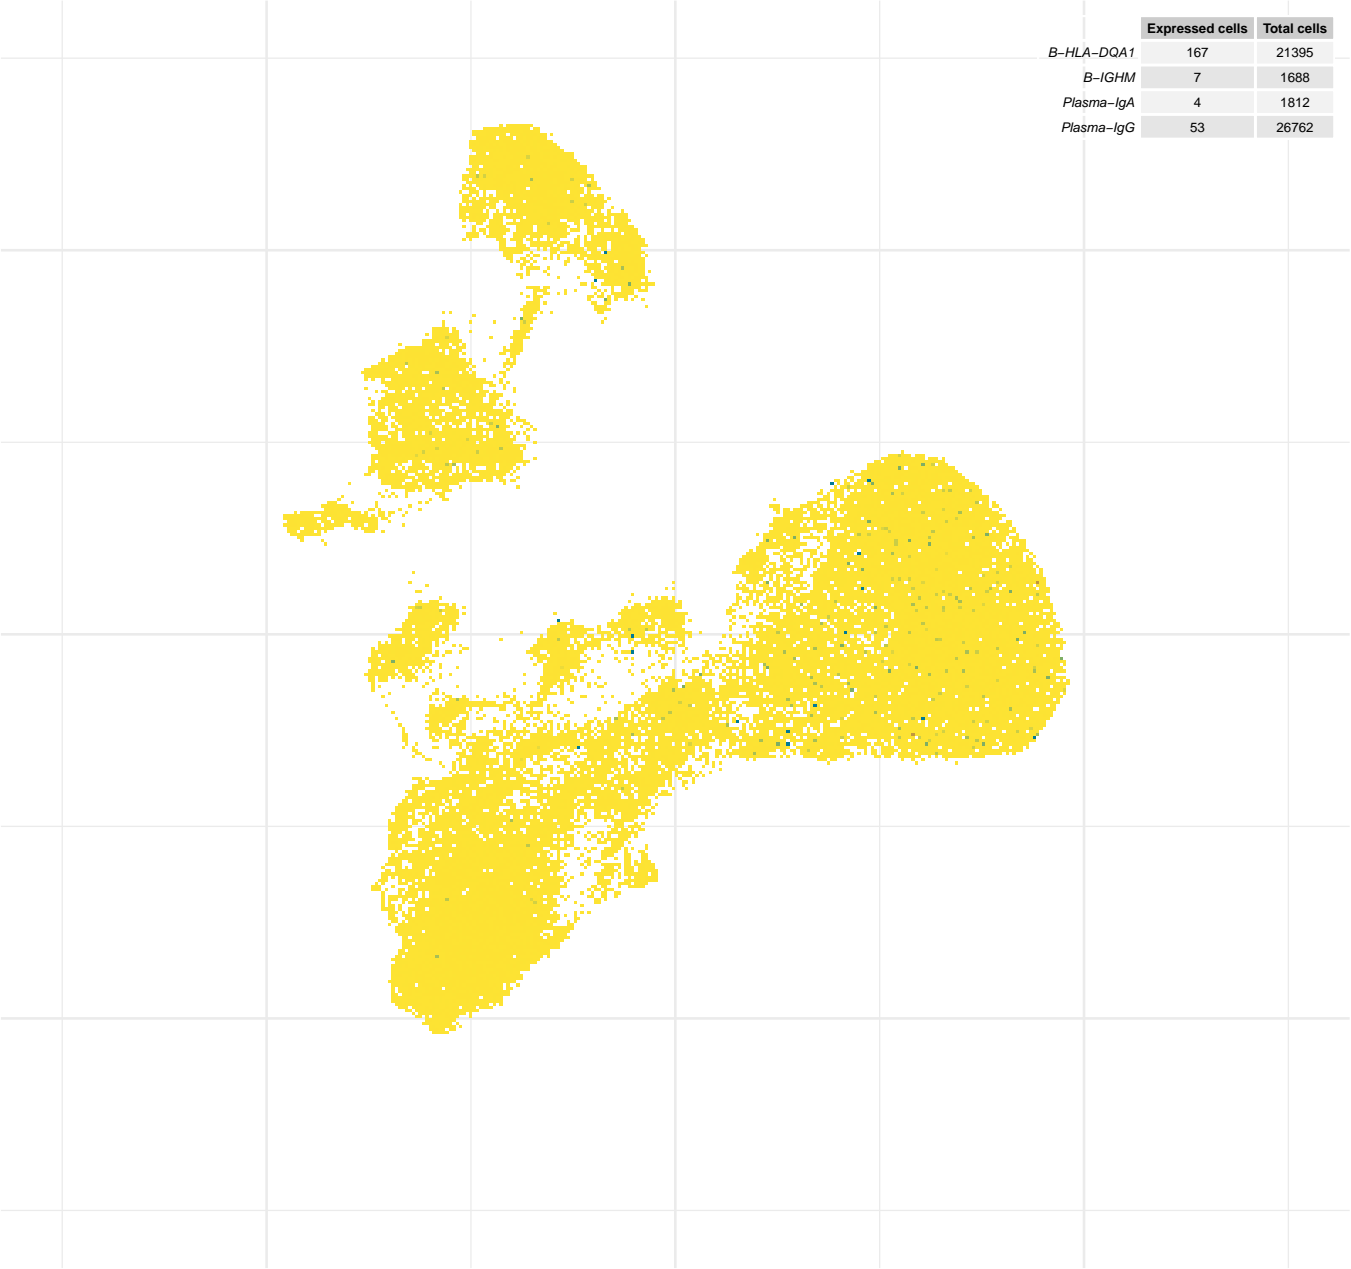 Expressed cells Total cells
B−HLA−DQA1 167 21395
B−IGHM 7 1688
Plasma−IgA 4 1812
Plasma−IgG 53 26762